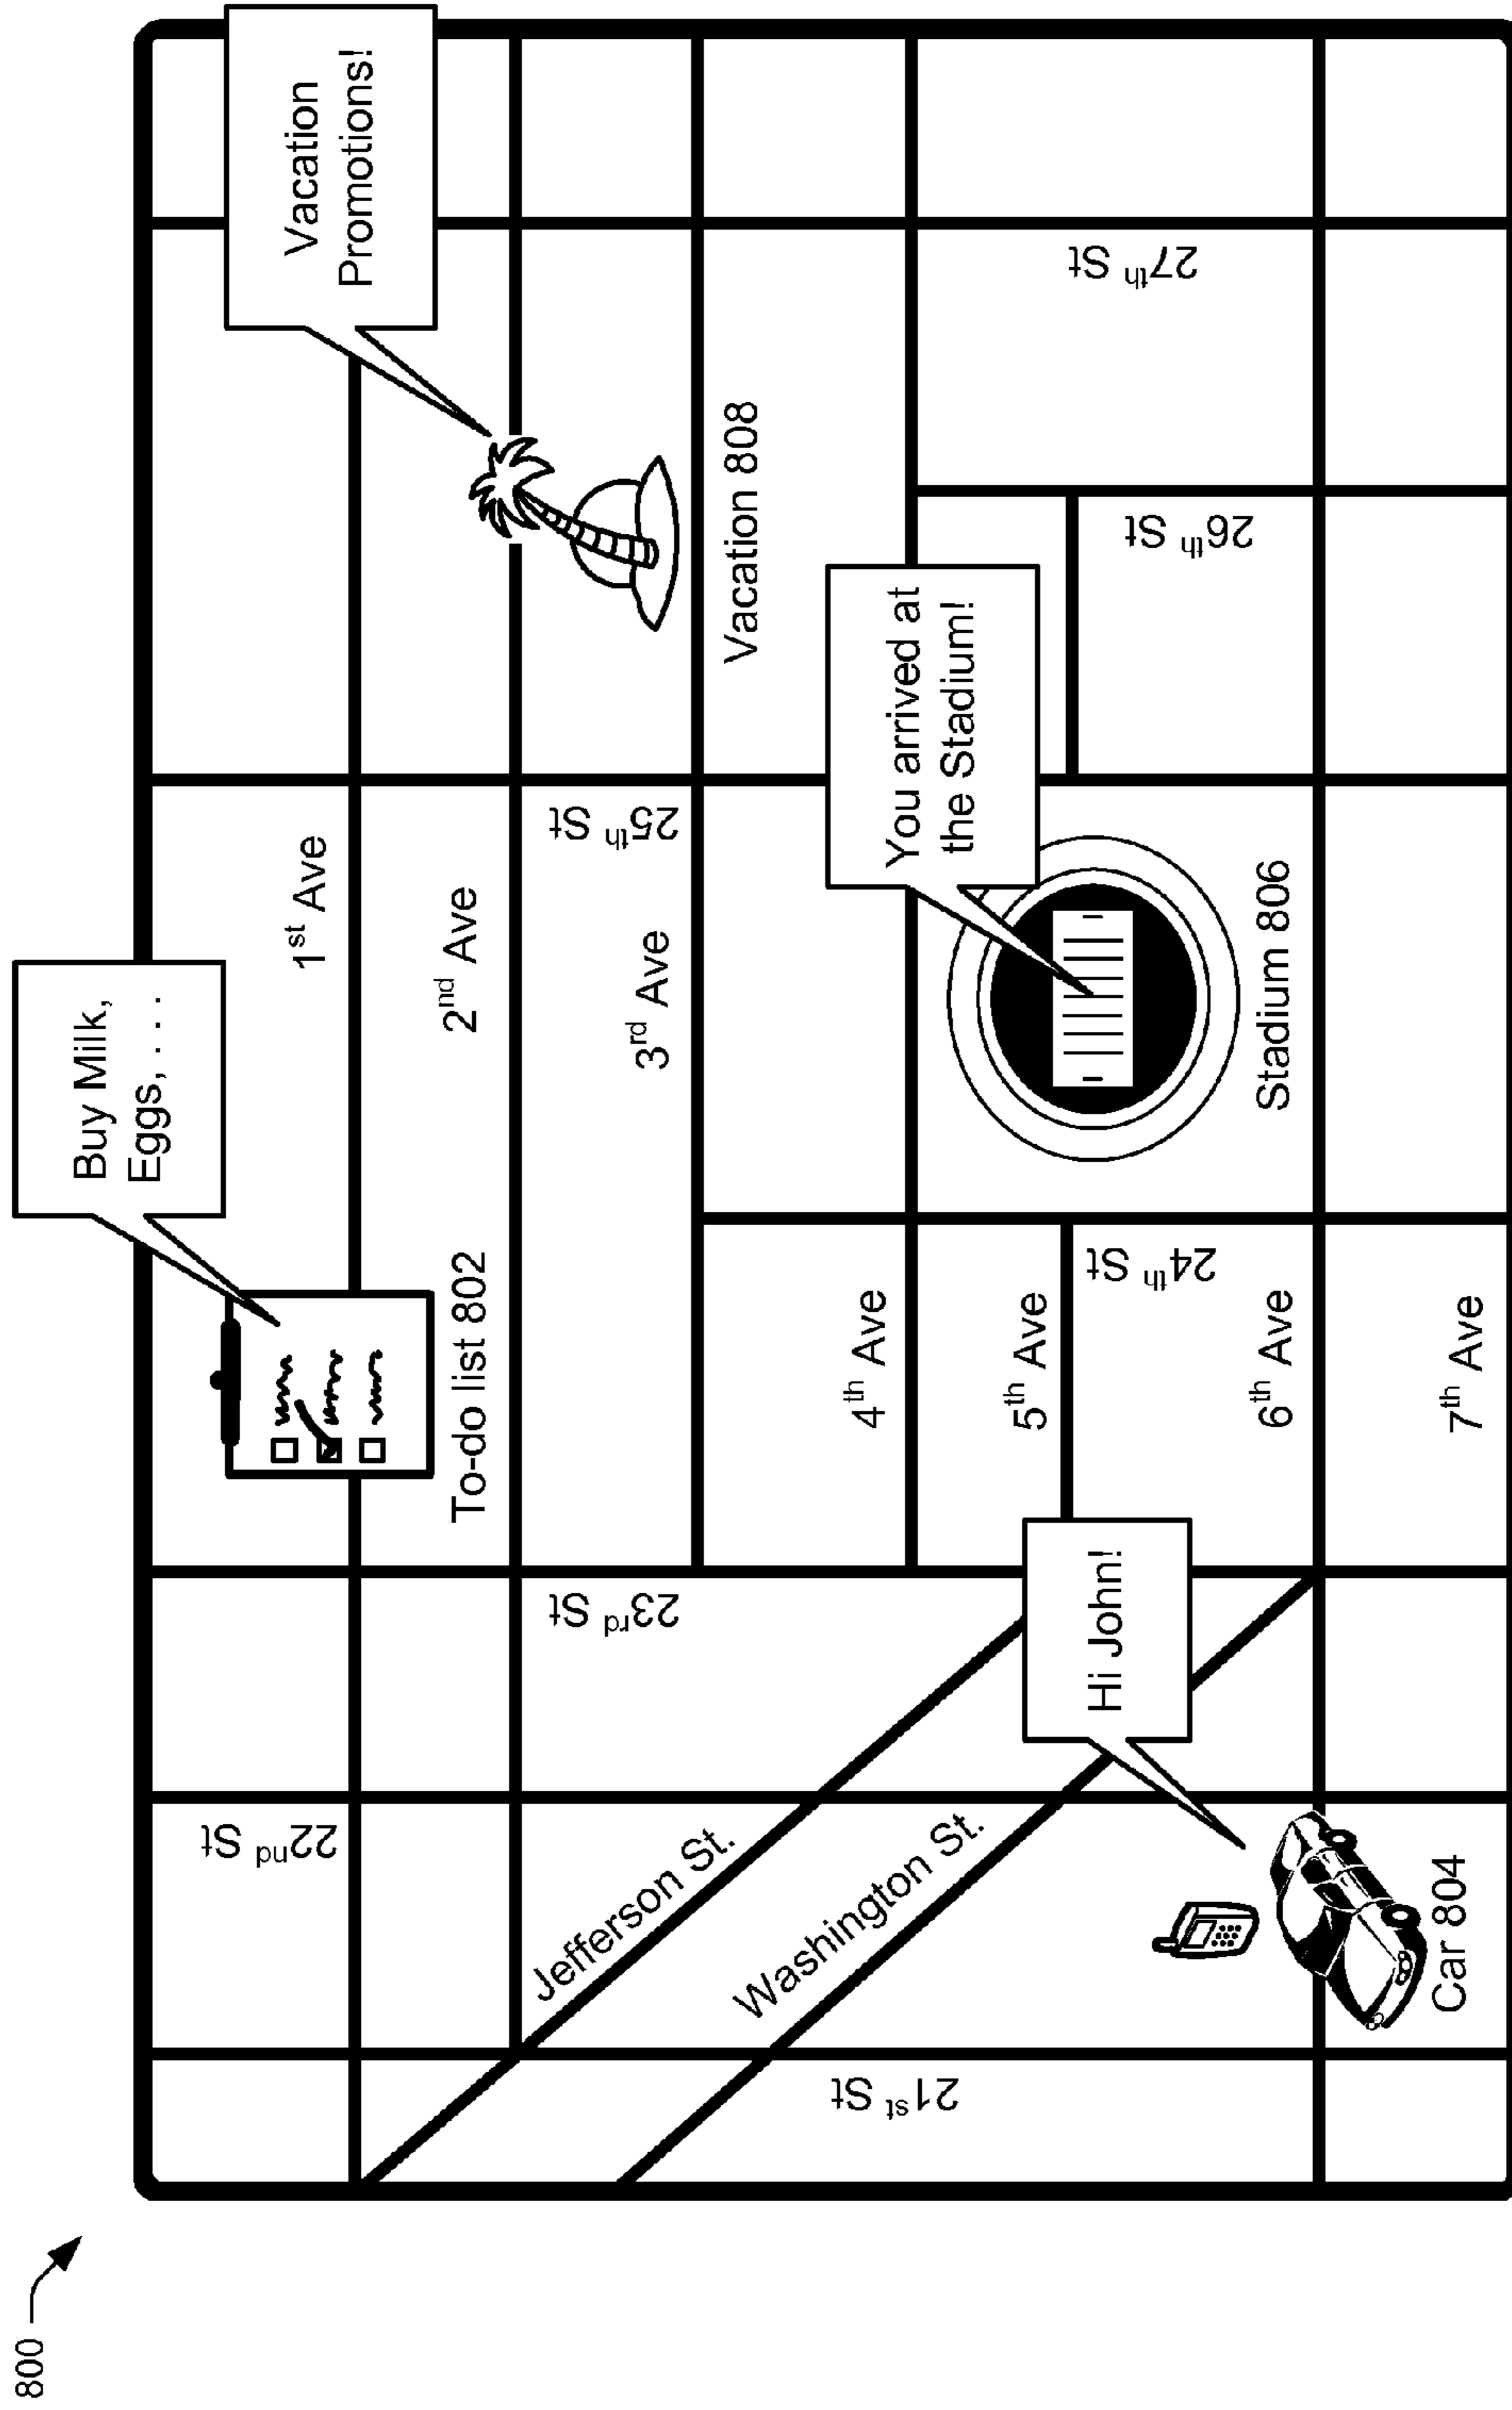 800
Buy Milk,
Eggs, . . .
Vacation
Promotions!
1st Ave
22nd St
To-do list 802
2nd Ave
23rd St
3rd Ave
25th St
Jefferson St.
Vacation 808
Washington St.
4th Ave
You arrived at
the Stadium!
21st St
5th Ave
Hi John!
24th St
26th St
27th St
6th Ave
Stadium 806
Car 804
7th Ave